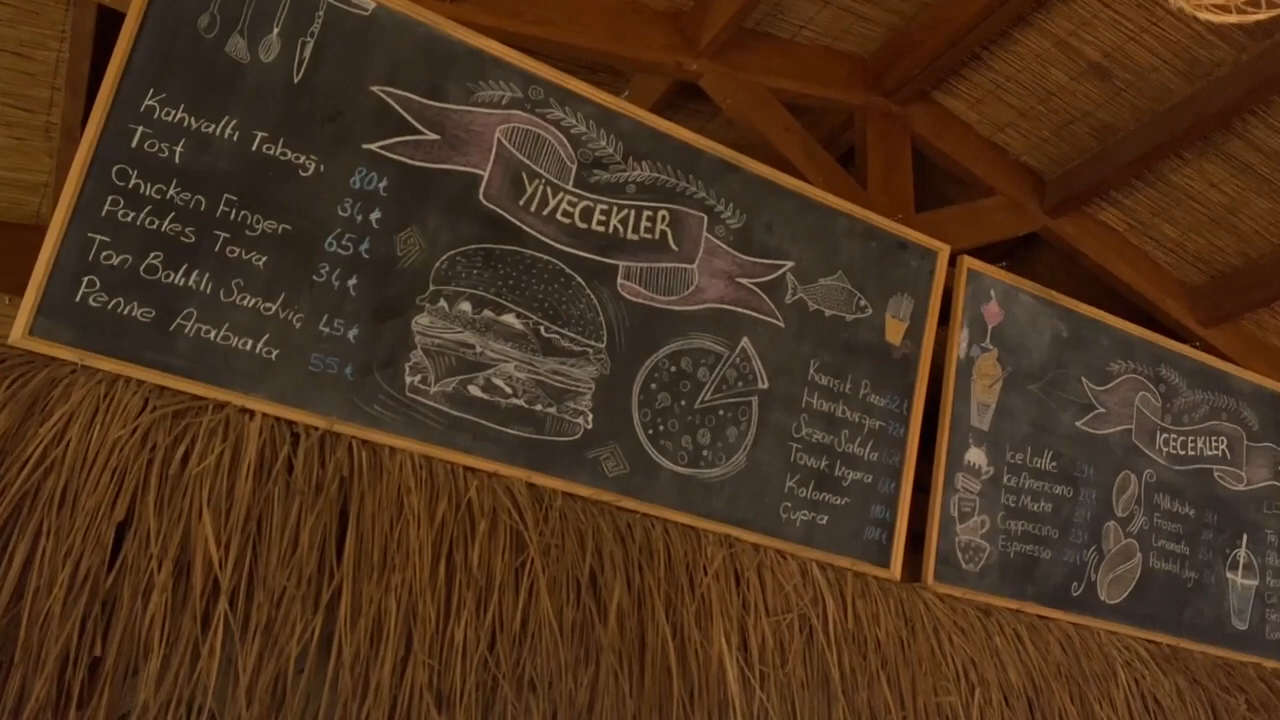 YİYECEKLER
Kahvaltı Tabağı 80₺
Tost 34₺
Chicken Finger 65₺
Patates Tava 34₺
Ton Balıklı Sandviç 45₺
Penne Arabiata 55₺
Karışık Pizza
Hamburger
Sezar Salata
Tavuk Izgara
Kalamar
Çupra
İÇECEKLER
Ice Latte
Ice Americano
Ice Mocha
Cappuccino
Espresso
Milkshake
Frozen
Limonata
Portakal Suyu